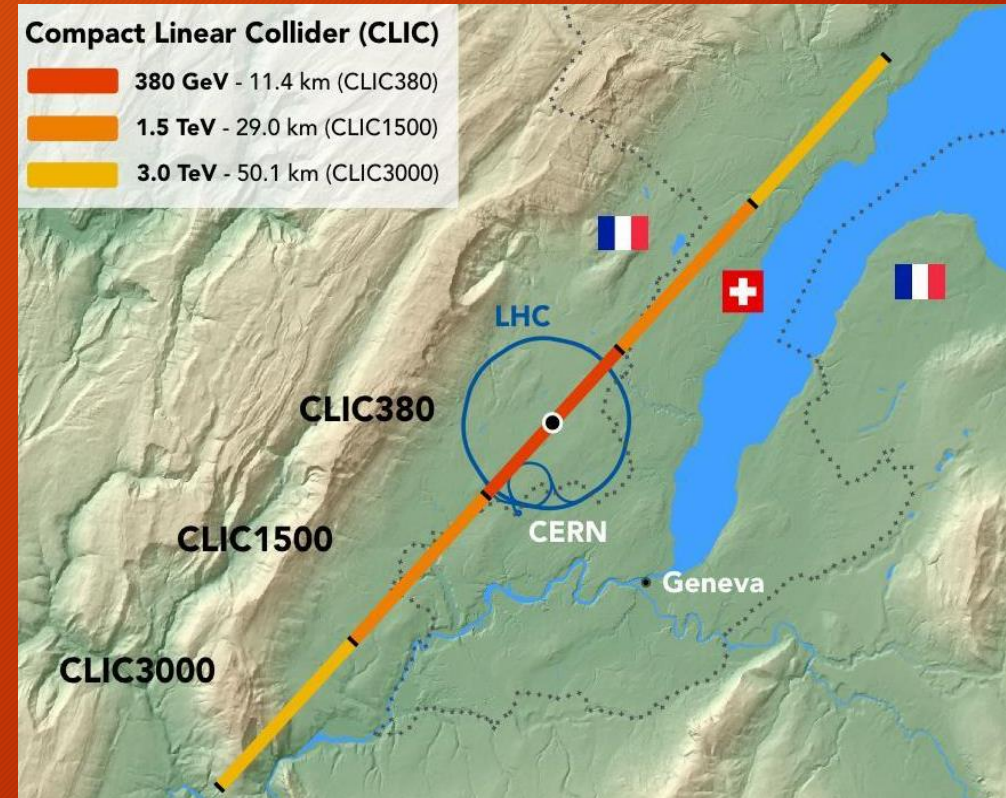 Compact Linear Collider (CLIC)
380 GeV - 11.4 km (CLIC380)
1.5 TeV - 29.0 km (CLIC1500)
3.0 TeV - 50.1 km (CLIC3000)
LHC
CLIC380
CLIC1500
CERN
Geneva
CLIC3000